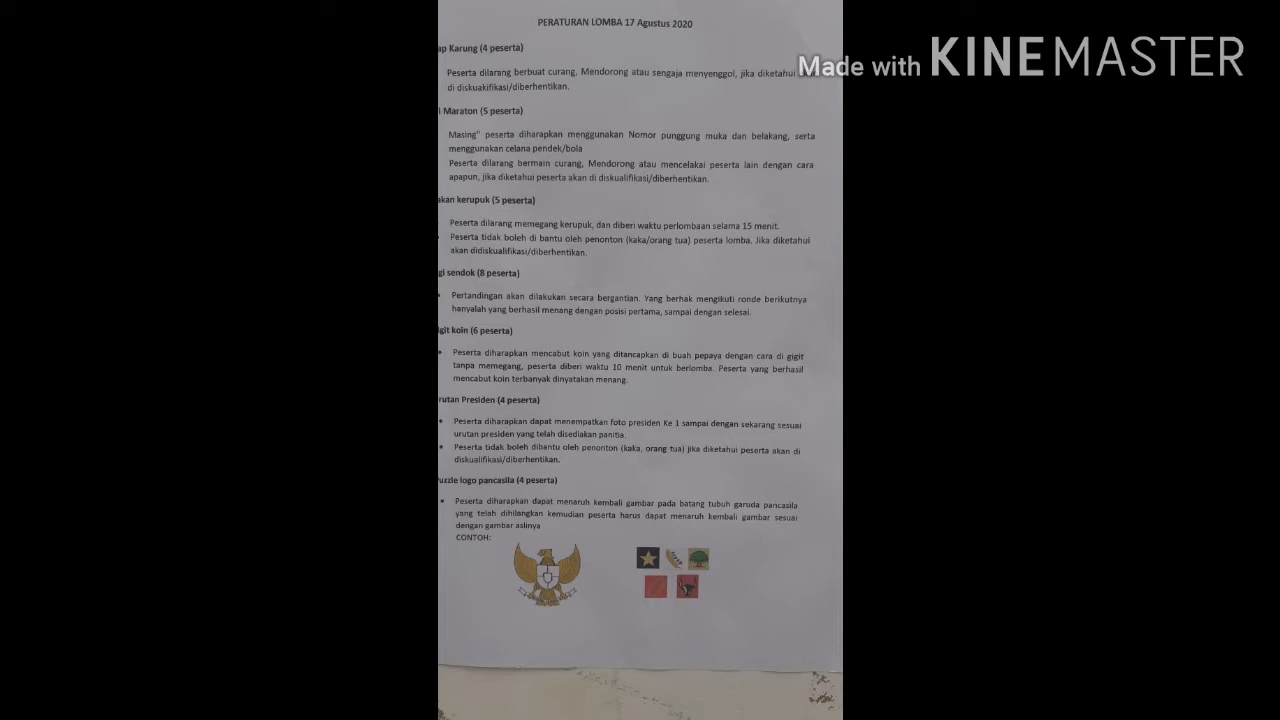 PERATURAN LOMBA 17 Agustus 2020
Made with KINEMASTER
ap Karung (4 peserta)
Peserta dilarang berbuat curang, Mendorong atau sengaja menyenggol, jika diketahui
di diskuakifikasi/diberhentikan.
l Maraton (5 peserta)
Masing" peserta diharapkan menggunakan Nomor punggung muka dan belakang, serta
menggunakan celana pendek/bola
Peserta dilarang bermain curang, Mendorong atau mencelakai peserta lain dengan cara
apapun, jika diketahui peserta akan di diskualifikasi/diberhentikan.
akan kerupuk (5 peserta)
Peserta dilarang memegang kerupuk, dan diberi waktu perlombaan selama 15 menit.
Peserta tidak boleh di bantu oleh penonton (kaka/orang tua) peserta lomba. Jika diketahui
akan didiskualifikasi/diberhentikan.
gi sendok (8 peserta)
• Pertandingan akan dilakukan secara bergantian. Yang berhak mengikuti ronde berikutnya
hanyalah yang berhasil menang dengan posisi pertama, sampai dengan selesai.
igit koin (6 peserta)
• Peserta diharapkan mencabut koin yang ditancapkan di buah pepaya dengan cara di gigit
tanpa memegang, peserta diberi waktu 10 menit untuk berlomba. Peserta yang berhasil
mencabut koin terbanyak dinyatakan menang.
rutan Presiden (4 peserta)
• Peserta diharapkan dapat menempatkan foto presiden Ke 1 sampai dengan sekarang sesuai
urutan presiden yang telah disediakan panitia.
• Peserta tidak boleh dibantu oleh penonton (kaka, orang tua) jika diketahui peserta akan di
diskualifikasi/diberhentikan.
uzzle logo pancasila (4 peserta)
• Peserta diharapkan dapat menaruh kembali gambar pada batang tubuh garuda pancasila
yang telah dihilangkan kemudian peserta harus dapat menaruh kembali gambar sesuai
dengan gambar aslinya
CONTOH: